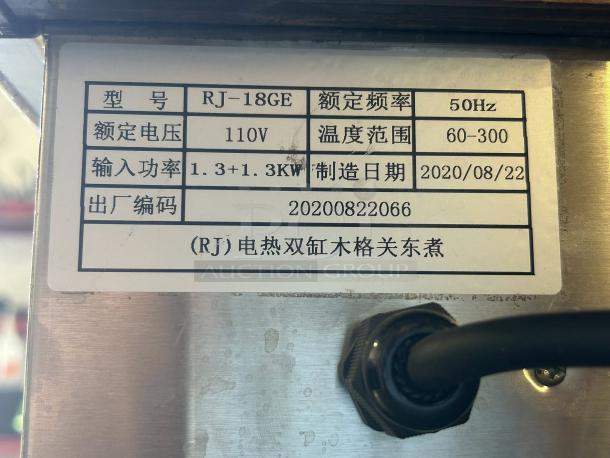 型 号 RJ-18GE 额定频率 50Hz
额定电压 110V 温度范围 60-300
输入功率 1.3+1.3KW 制造日期 2020/08/22
出厂编码 20200822066
(RJ)电热双缸木格关东煮
AUCTION GROUP